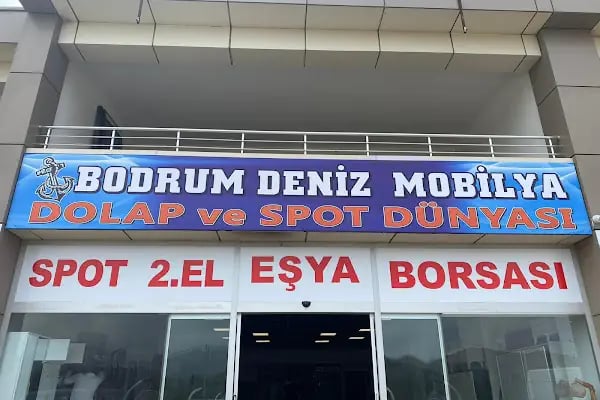 BODRUM DENİZ MOBİLYA
DOLAP ve SPOT DÜNYASI
SPOT 2.EL EŞYA BORSASI